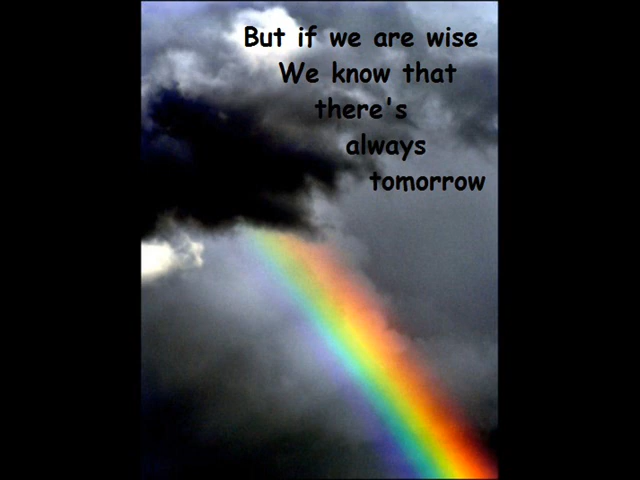 But if we are wise
We know that
there's
always
tomorrow